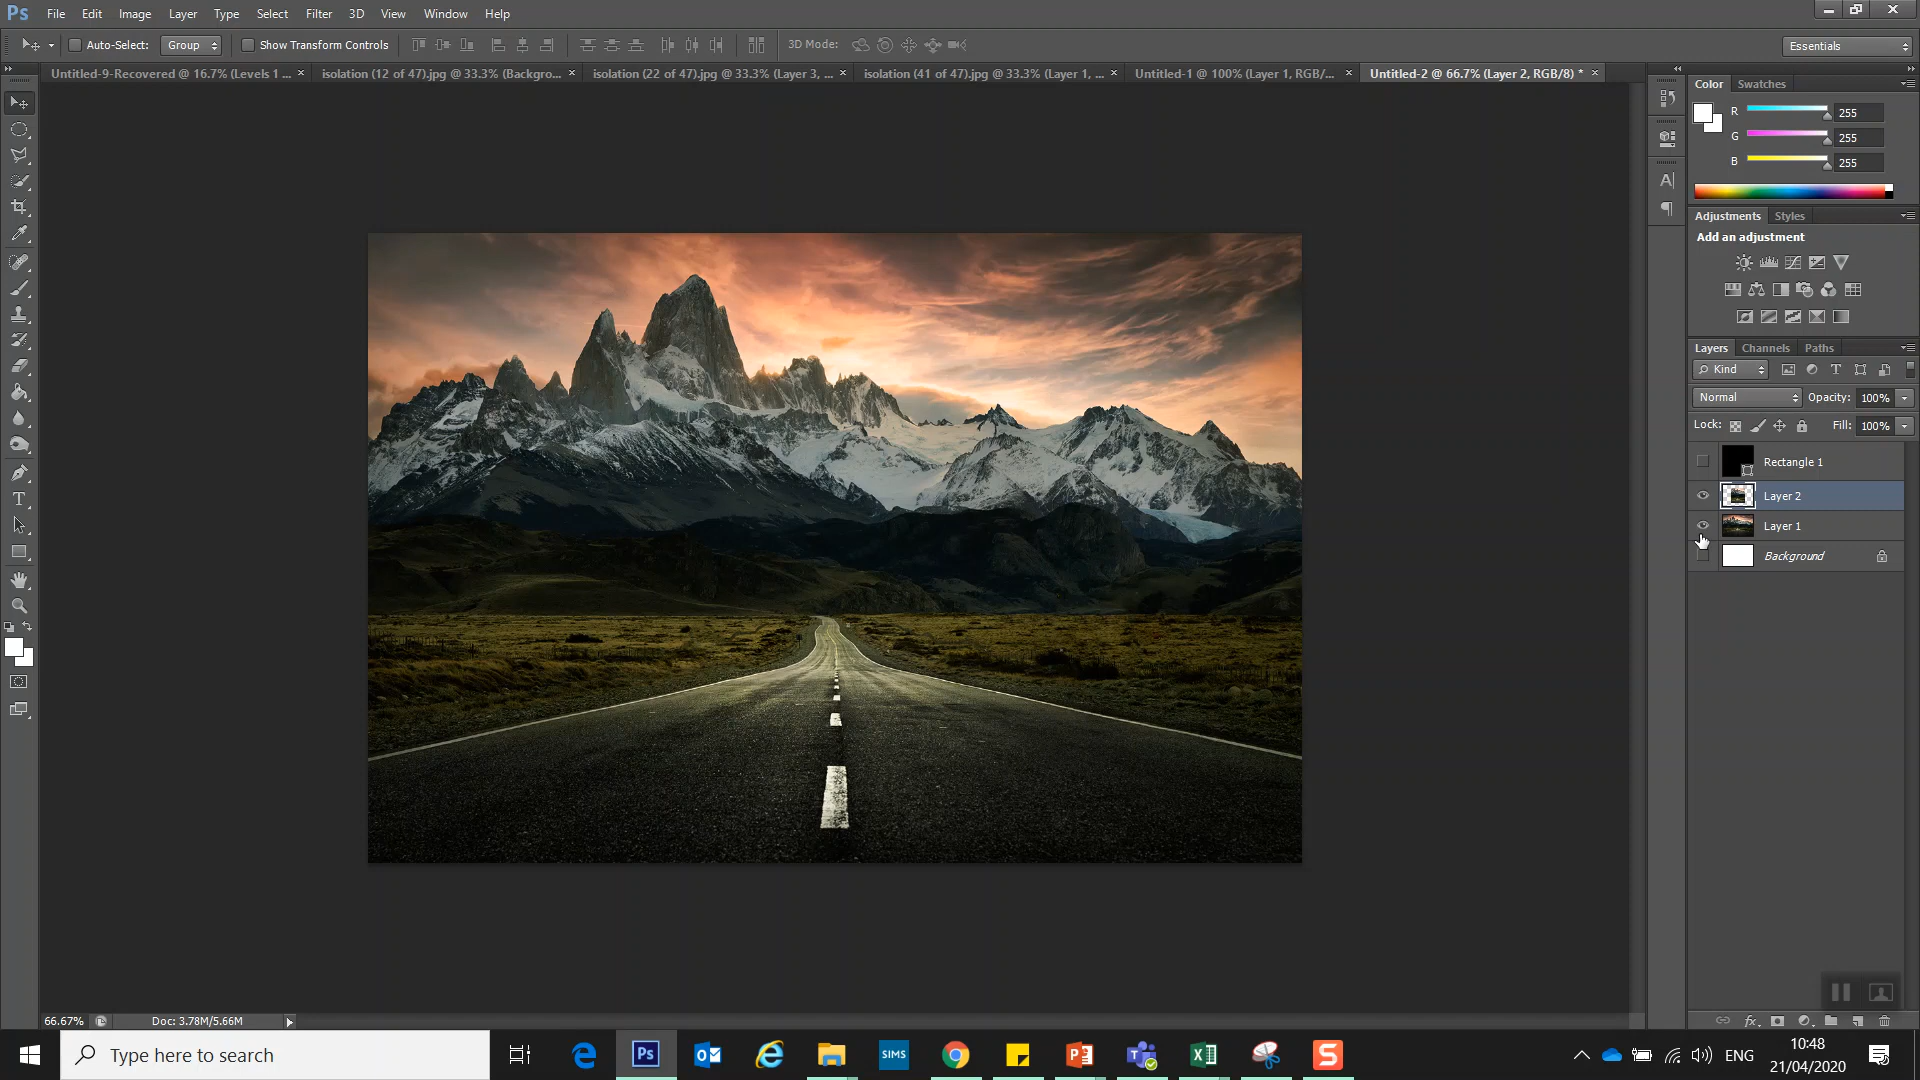 Ps File Edit Image Layer Type Select Filter 3D View Window Help
Auto-Select: Group Show Transform Controls 3D Mode: Essentials
Untitled-9-Recovered @ 16.7% (Levels 1 ... × isolation (12 of 47).jpg @ 33.3% (Backgro... × isolation (22 of 47).jpg @ 33.3% (Layer 3, ... × isolation (41 of 47).jpg @ 33.3% (Layer 1, ... × Untitled-1 @ 100% (Layer 1, RGB/... × Untitled-2 @ 66.7% (Layer 2, RGB/8) * ×
Color Swatches
R 255
G 255
B 255
Adjustments Styles
Add an adjustment
Layers Channels Paths
Kind
Normal Opacity: 100%
Lock: Fill: 100%
Rectangle 1
Layer 2
Layer 1
Background
66.67% Doc: 3.78M/5.66M
Type here to search
Ps
SIMS
ENG
10:48
21/04/2020